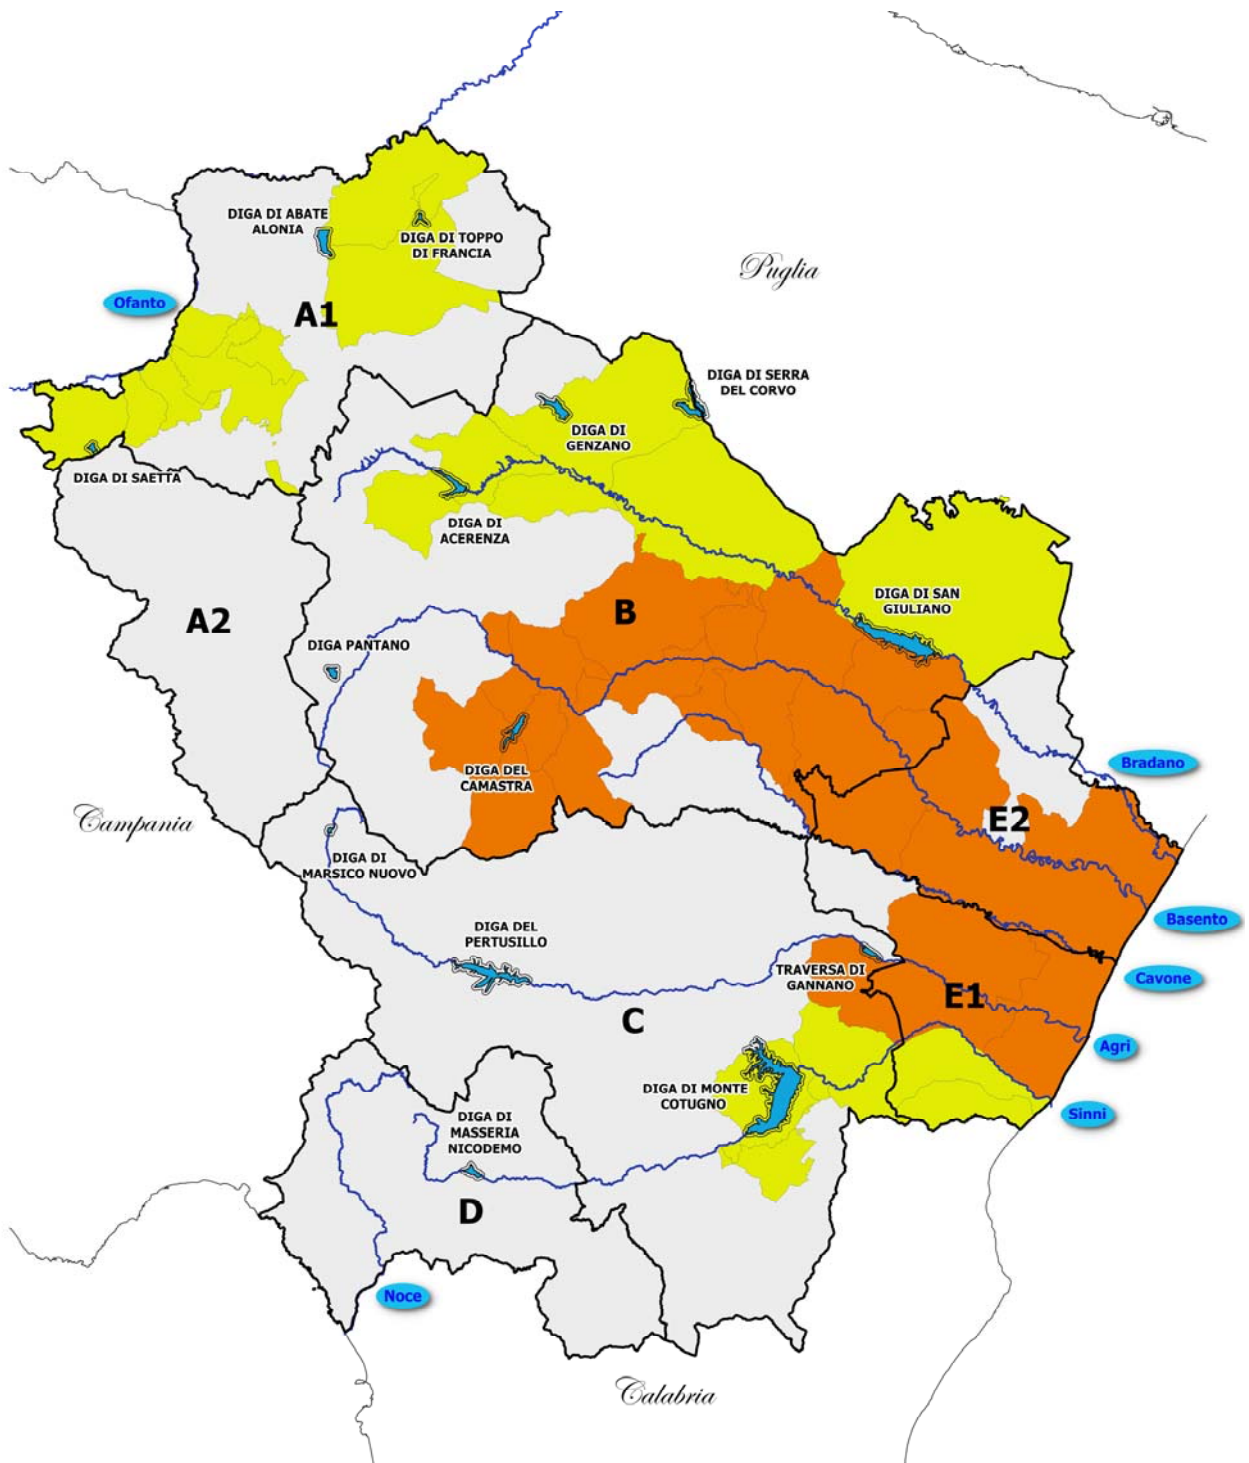 DIGA DI ABATE
ALONIA
DIGA DI TOPPO
DI FRANCIA
Puglia
Ofanto
A1
DIGA DI SERRA
DEL CORVO
DIGA DI
GENZANO
DIGA DI SAETTA
DIGA DI
ACERENZA
DIGA DI SAN
GIULIANO
A2
B
DIGA PANTANO
DIGA DEL
CAMASTRA
Bradano
Campania
E2
DIGA DI
MARSICO NUOVO
Basento
DIGA DEL
PERTUSILLO
TRAVERSA DI
GANNANO
Cavone
E1
C
Agri
DIGA DI MONTE
COTUGNO
Sinni
DIGA DI
MASSERIA
NICODEMO
D
Noce
Calabria